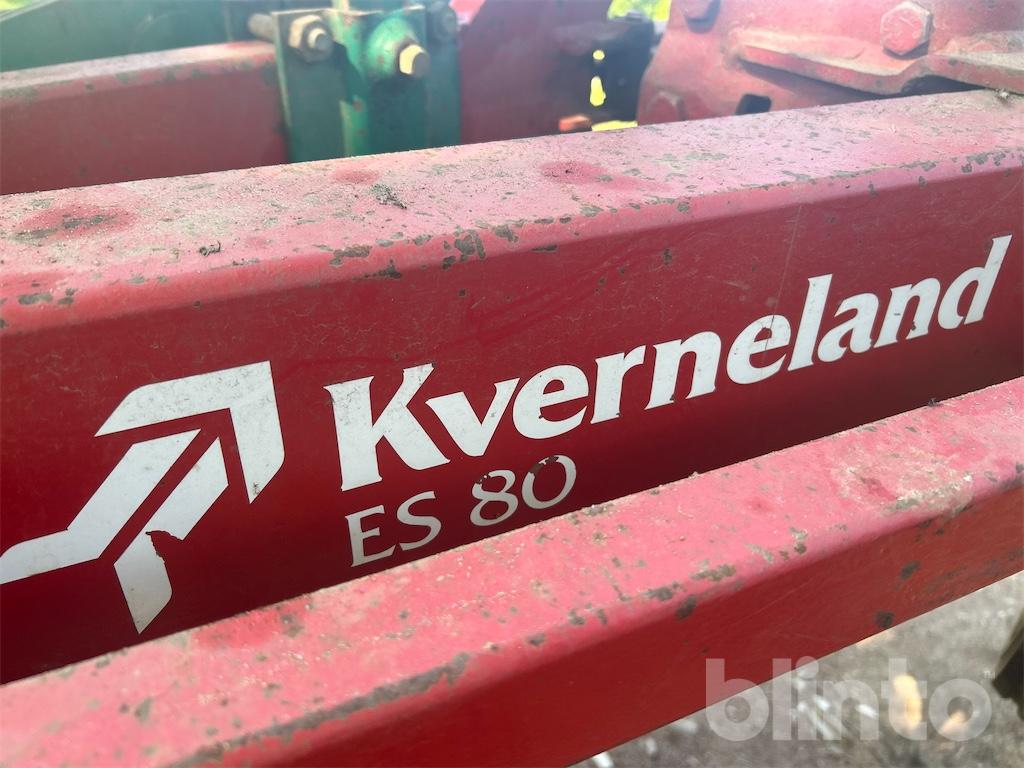 Kverneland
ES 80
blinto